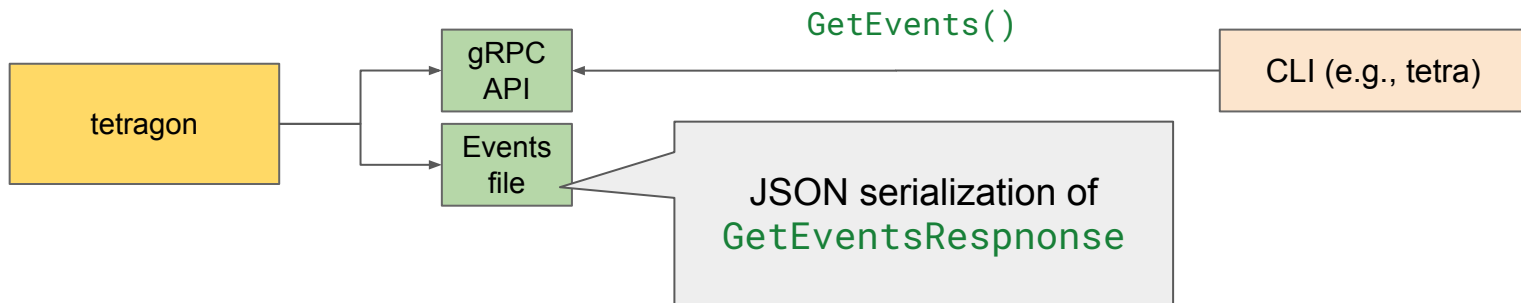 GetEvents()
gRPC
API
CLI (e.g., tetra)
tetragon
Events
file
JSON serialization of
GetEventsRespnonse